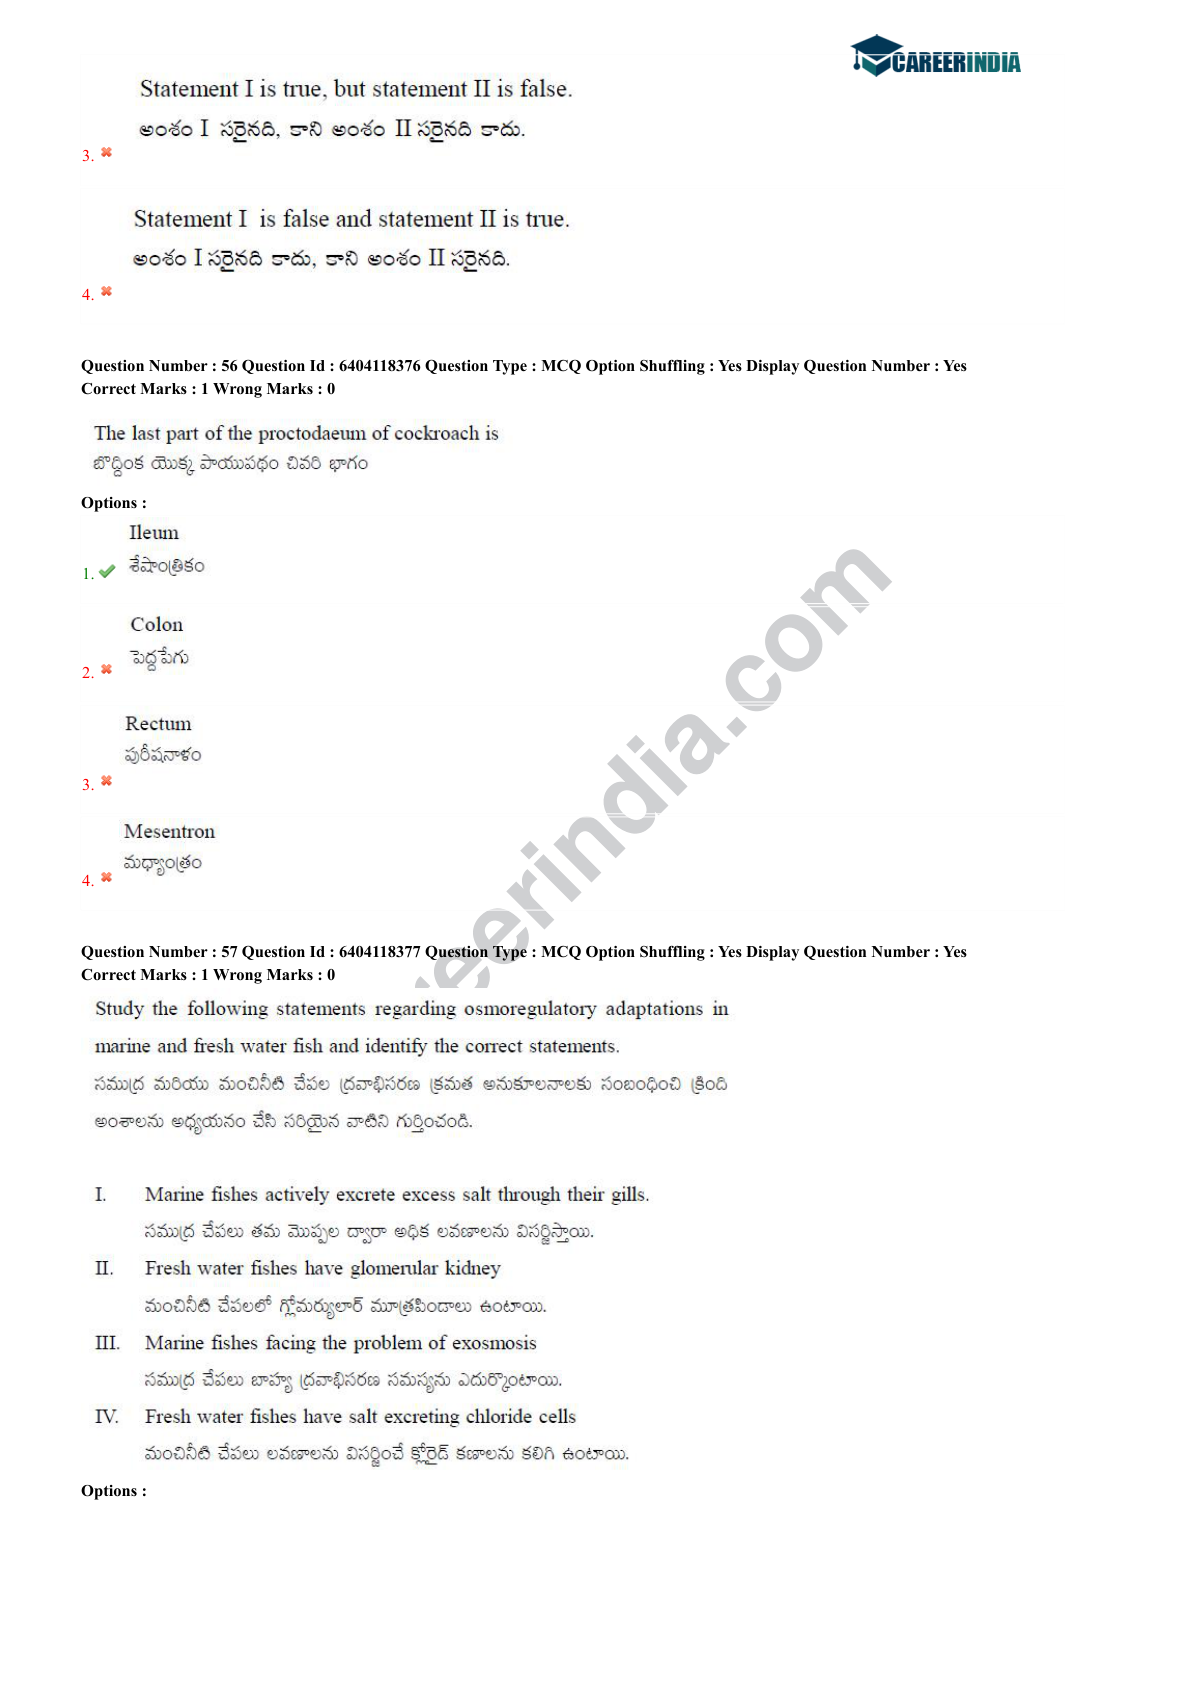 CAREERINDIA
Statement I is true, but statement II is false.
అంశం I సరైనది, కాని అంశం II సరైనది కాదు.
3.
Statement I is false and statement II is true.
అంశం I సరైనది కాదు, కాని అంశం II సరైనది.
4.
Question Number : 56 Question Id : 6404118376 Question Type : MCQ Option Shuffling : Yes Display Question Number : Yes
Correct Marks : 1 Wrong Marks : 0
The last part of the proctodaeum of cockroach is
బొద్దింక యొక్క పాయుపథం చివరి భాగం
Options :
Ileum
శేషాంత్రికం
1.
Colon
పెద్దపేగు
2.
Rectum
పురీషనాళం
3.
Mesentron
మధ్యాంత్రం
4.
reerindia.com
Question Number : 57 Question Id : 6404118377 Question Type : MCQ Option Shuffling : Yes Display Question Number : Yes
Correct Marks : 1 Wrong Marks : 0
Study the following statements regarding osmoregulatory adaptations in
marine and fresh water fish and identify the correct statements.
సముద్ర మరియు మంచినీటి చేపల ద్రవాభిసరణ క్రమత అనుకూలనాలకు సంబంధించి క్రింది
అంశాలను అధ్యయనం చేసి సరియైన వాటిని గుర్తించండి.
I. Marine fishes actively excrete excess salt through their gills.
సముద్ర చేపలు తమ మొప్పల ద్వారా అధిక లవణాలను విసర్జిస్తాయి.
II. Fresh water fishes have glomerular kidney
మంచినీటి చేపలలో గ్లోమర్యులార్ మూత్రపిండాలు ఉంటాయి.
III. Marine fishes facing the problem of exosmosis
సముద్ర చేపలు బాహ్య ద్రవాభిసరణ సమస్యను ఎదుర్కొంటాయి.
IV. Fresh water fishes have salt excreting chloride cells
మంచినీటి చేపలు లవణాలను విసర్జించే క్లోరైడ్ కణాలను కలిగి ఉంటాయి.
Options :